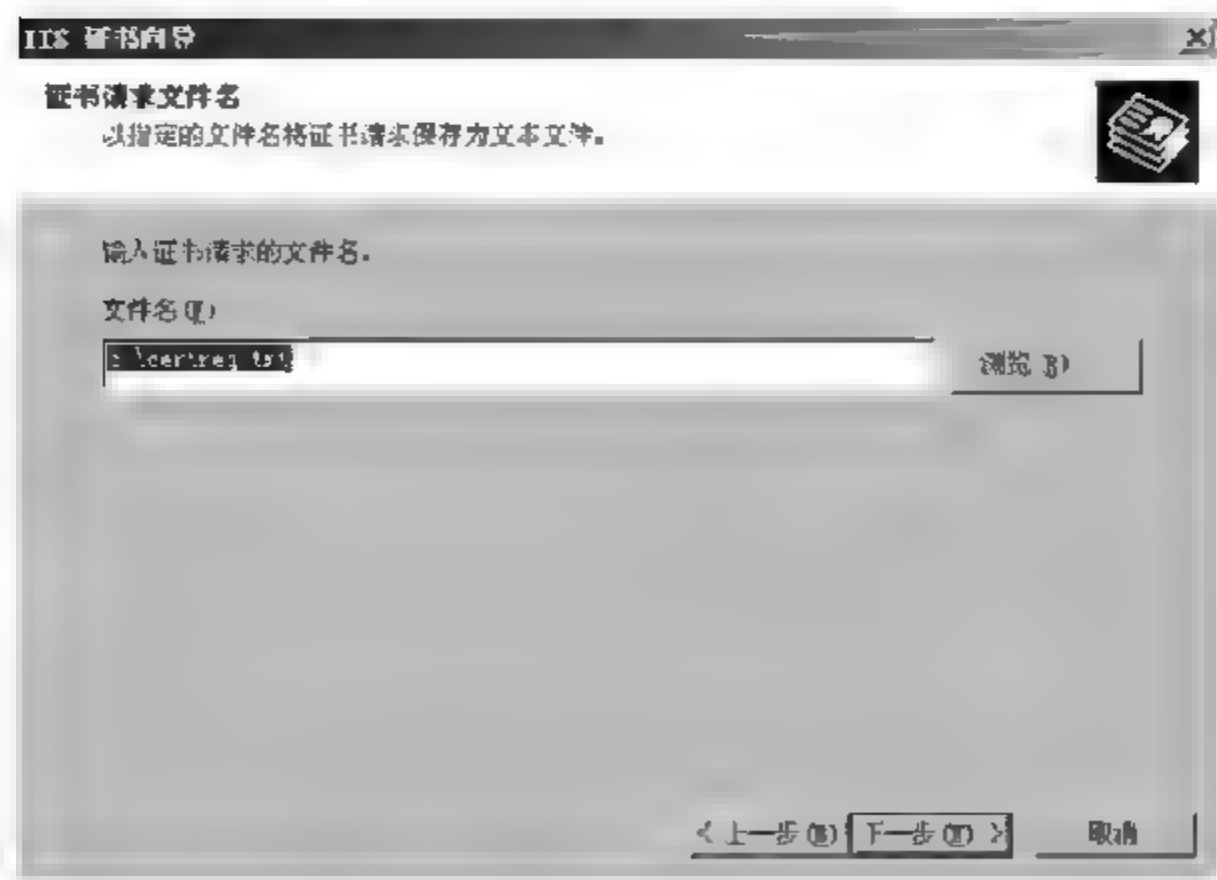 IIS 证书向导
证书请求文件名
以指定的文件名将证书请求保存为文本文件。
输入证书请求的文件名。
文件名(F)
c:\certreq.txt
浏览(R)
< 上一步(B) 下一步(N) > 取消